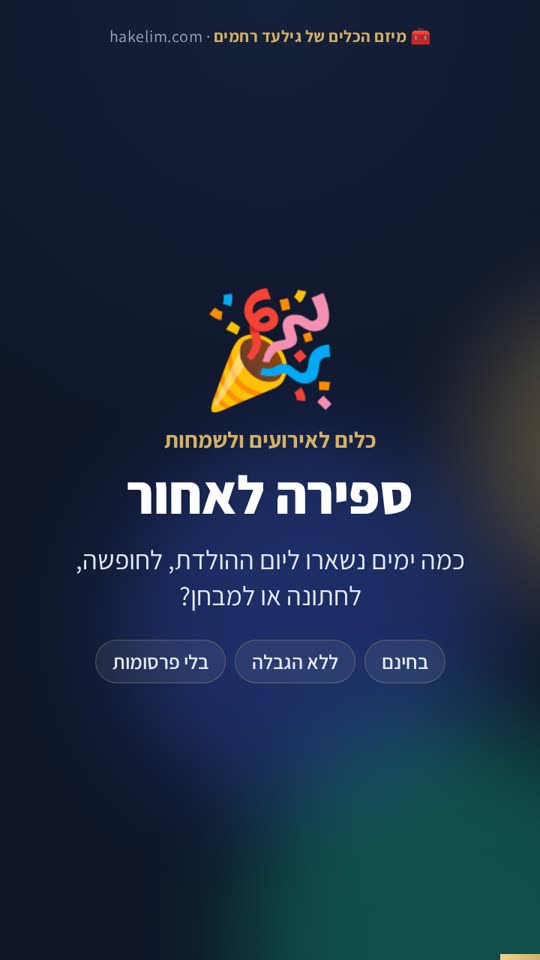 🧰 מיזם הכלים של גילעד רחמים · hakelim.com
כלים לאירועים ולשמחות
ספירה לאחור
כמה ימים נשארו ליום ההולדת, לחופשה,
לחתונה או למבחן?
בחינם
ללא הגבלה
בלי פרסומות